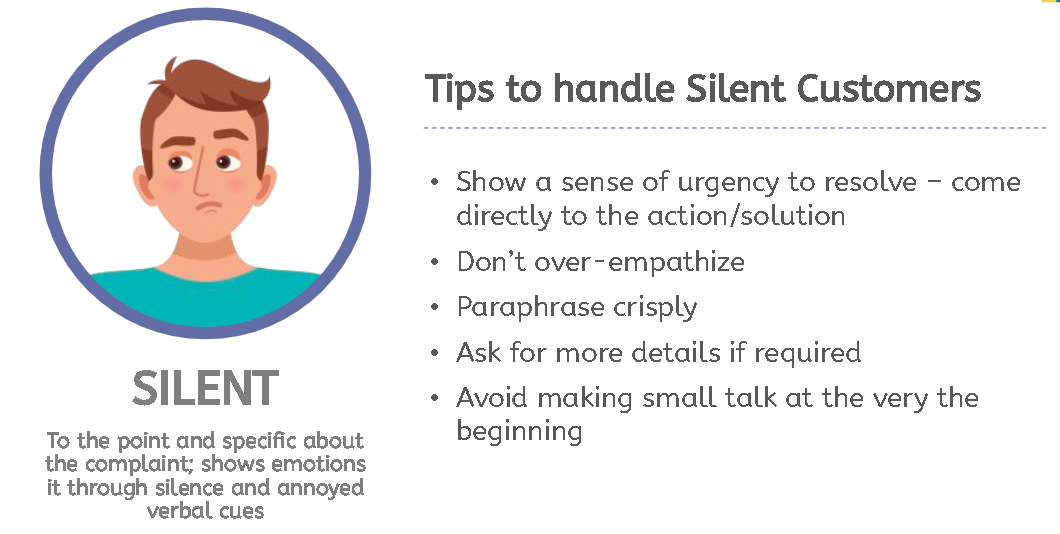 Tips to handle Silent Customers
• Show a sense of urgency to resolve – come
directly to the action/solution
• Don't over-empathize
• Paraphrase crisply
• Ask for more details if required
• Avoid making small talk at the very the
beginning
SILENT
To the point and specific about
the complaint; shows emotions
it through silence and annoyed
verbal cues